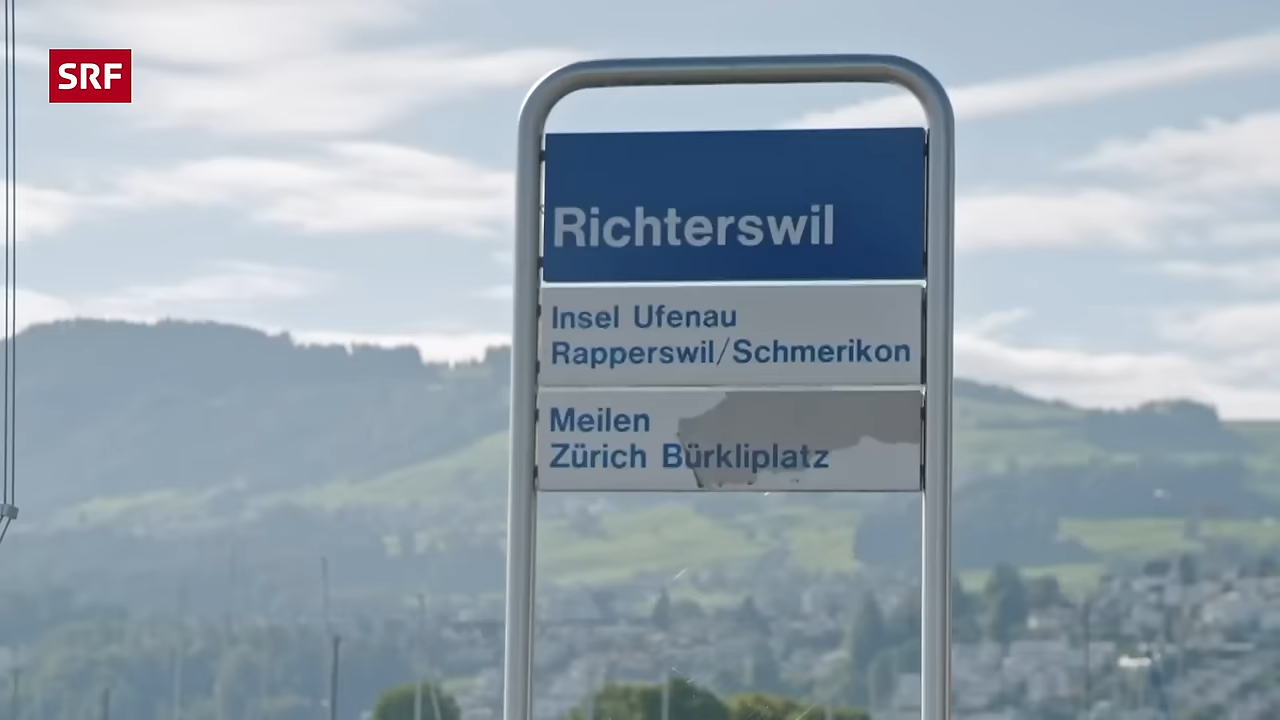 SRF
Richterswil
Insel Ufenau
Rapperswil/Schmerikon
Meilen
Zürich Bürkliplatz